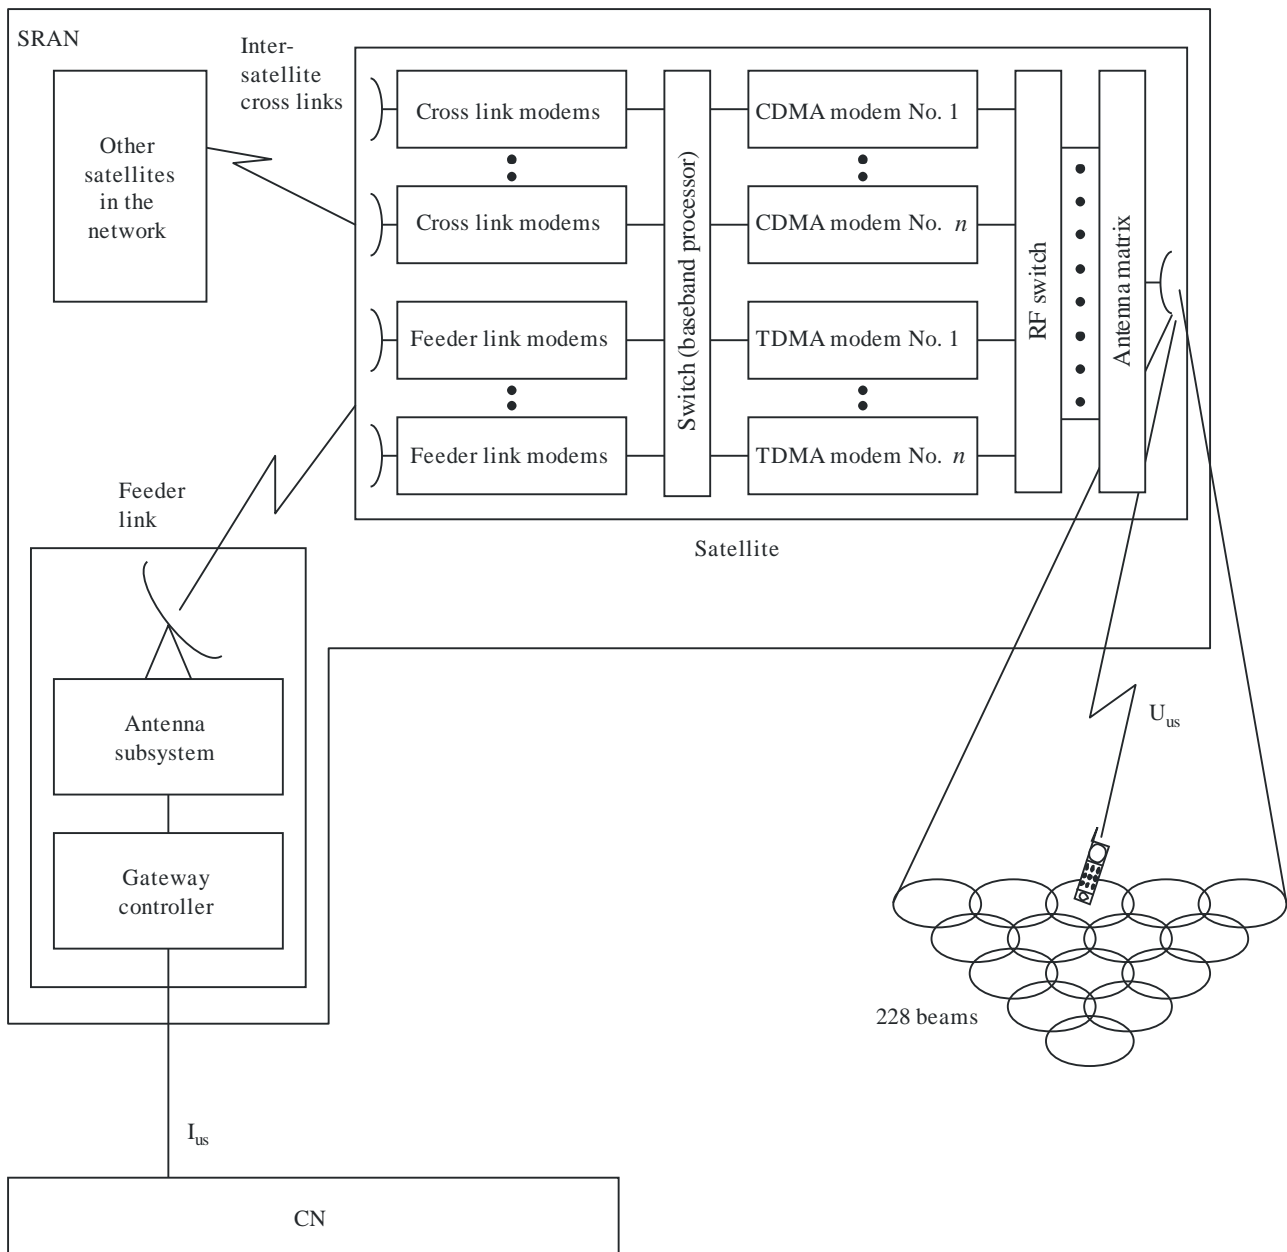 SRAN
Inter-
satellite
cross links
Other
satellites
in the
network
Cross link modems
Cross link modems
Feeder link modems
Feeder link modems
Switch (baseband processor)
CDMA modem No. 1
CDMA modem No. n
TDMA modem No. 1
TDMA modem No. n
RF switch
Antenna matrix
Satellite
Feeder
link
Antenna
subsystem
Gateway
controller
Uus
228 beams
Ius
CN